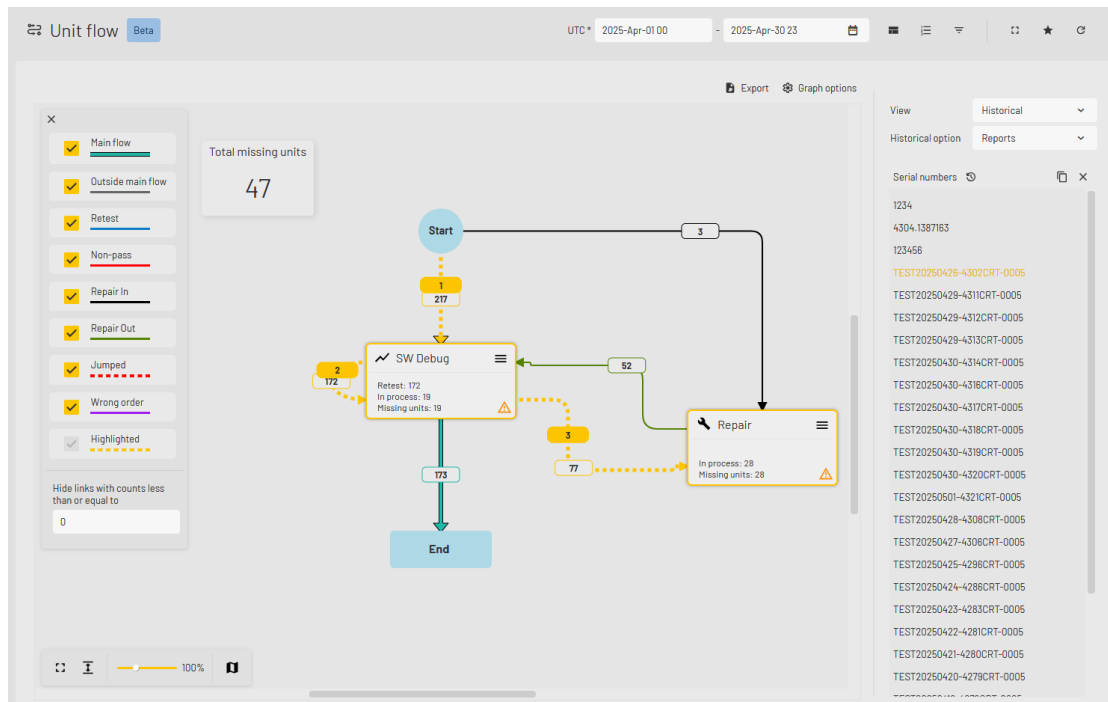 Unit flow Beta
UTC * 2025-Apr-01 00 - 2025-Apr-30 23
Export Graph options
Main flow
Outside main flow
Retest
Non-pass
Repair In
Repair Out
Jumped
Wrong order
Highlighted
Hide links with counts less
than or equal to
0
Total missing units
47
Start
3
1
217
SW Debug
Retest: 172
In process: 19
Missing units: 19
2
172
52
3
77
Repair
In process: 28
Missing units: 28
173
End
100%
View Historical
Historical option Reports
Serial numbers
1234
4304.1387163
123456
TEST20250426-4302CRT-0005
TEST20250429-4311CRT-0005
TEST20250429-4312CRT-0005
TEST20250429-4313CRT-0005
TEST20250430-4314CRT-0005
TEST20250430-4316CRT-0005
TEST20250430-4317CRT-0005
TEST20250430-4318CRT-0005
TEST20250430-4319CRT-0005
TEST20250430-4320CRT-0005
TEST20250501-4321CRT-0005
TEST20250428-4308CRT-0005
TEST20250427-4306CRT-0005
TEST20250425-4296CRT-0005
TEST20250424-4286CRT-0005
TEST20250423-4283CRT-0005
TEST20250422-4281CRT-0005
TEST20250421-4280CRT-0005
TEST20250420-4279CRT-0005